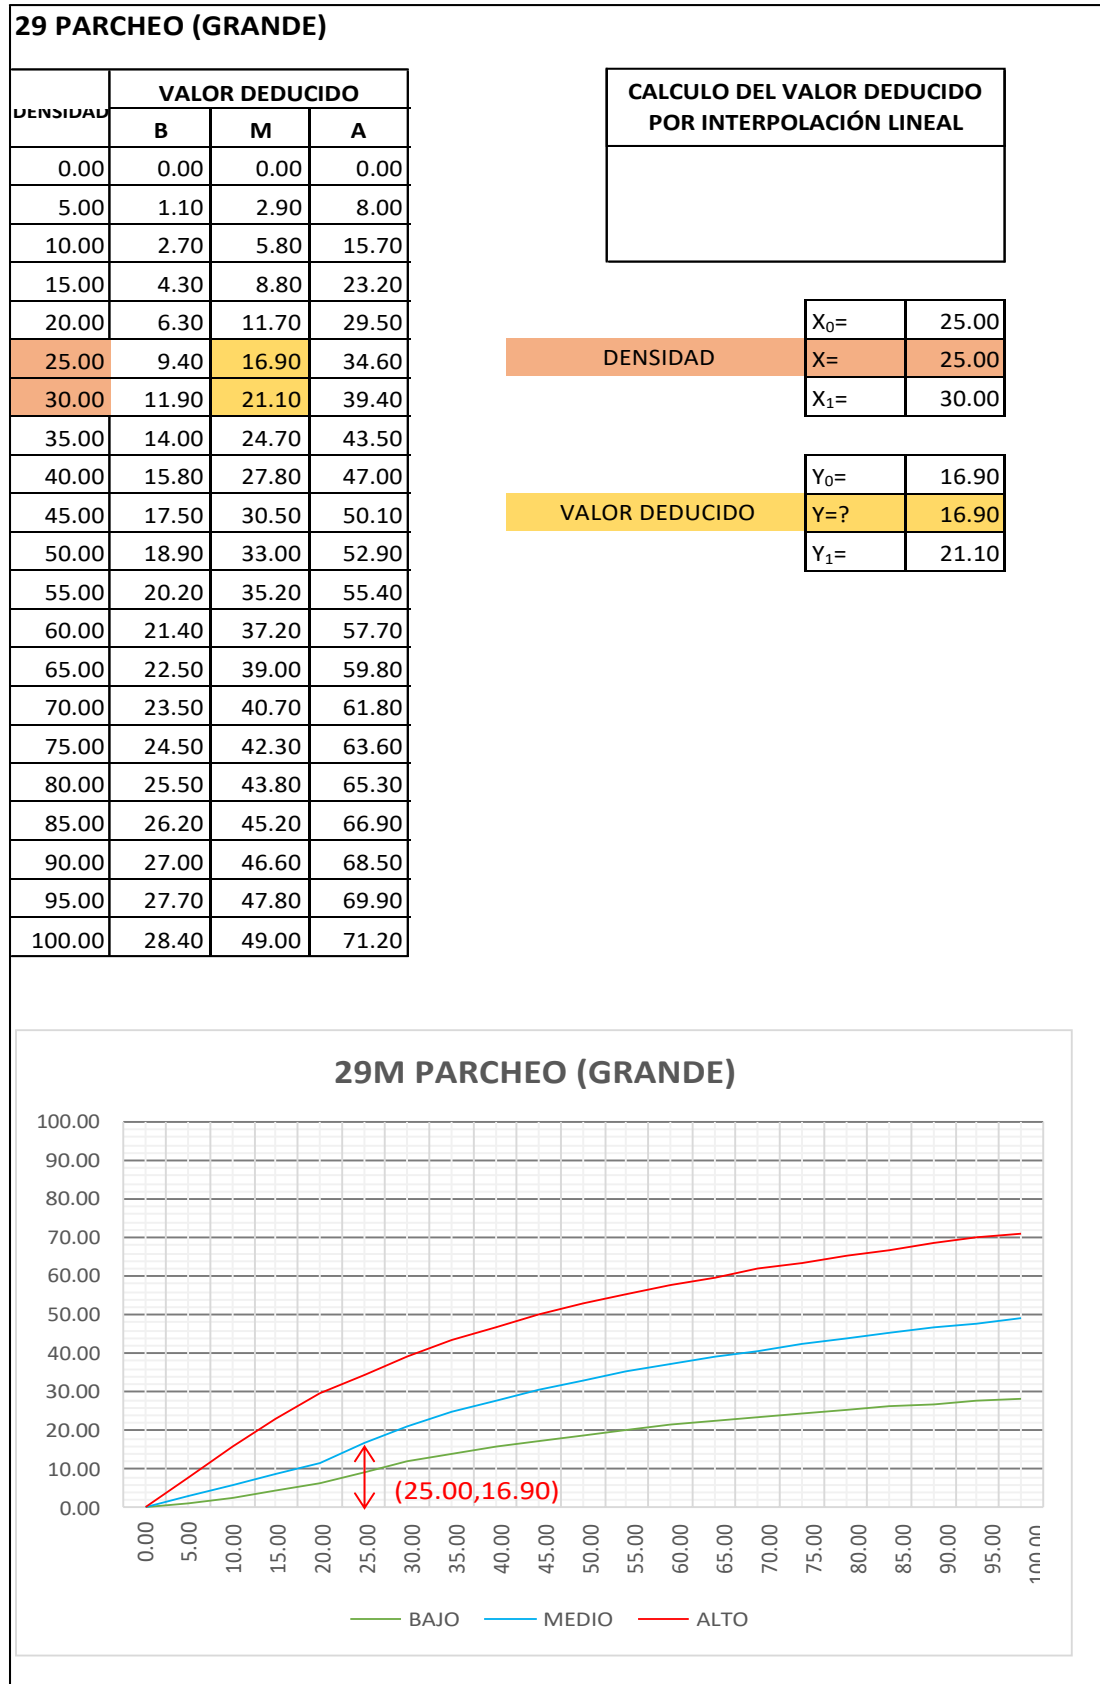 29 PARCHEO (GRANDE)
DENSIDAD VALOR DEDUCIDO
B M A
0.00 0.00 0.00 0.00
5.00 1.10 2.90 8.00
10.00 2.70 5.80 15.70
15.00 4.30 8.80 23.20
20.00 6.30 11.70 29.50
25.00 9.40 16.90 34.60
30.00 11.90 21.10 39.40
35.00 14.00 24.70 43.50
40.00 15.80 27.80 47.00
45.00 17.50 30.50 50.10
50.00 18.90 33.00 52.90
55.00 20.20 35.20 55.40
60.00 21.40 37.20 57.70
65.00 22.50 39.00 59.80
70.00 23.50 40.70 61.80
75.00 24.50 42.30 63.60
80.00 25.50 43.80 65.30
85.00 26.20 45.20 66.90
90.00 27.00 46.60 68.50
95.00 27.70 47.80 69.90
100.00 28.40 49.00 71.20
CALCULO DEL VALOR DEDUCIDO
POR INTERPOLACIÓN LINEAL
X₀= 25.00
DENSIDAD X= 25.00
X₁= 30.00
Y₀= 16.90
VALOR DEDUCIDO Y=? 16.90
Y₁= 21.10
29M PARCHEO (GRANDE)
100.00
90.00
80.00
70.00
60.00
50.00
40.00
30.00
20.00
10.00
0.00
(25.00,16.90)
0.00 5.00 10.00 15.00 20.00 25.00 30.00 35.00 40.00 45.00 50.00 55.00 60.00 65.00 70.00 75.00 80.00 85.00 90.00 95.00 100.00
BAJO MEDIO ALTO